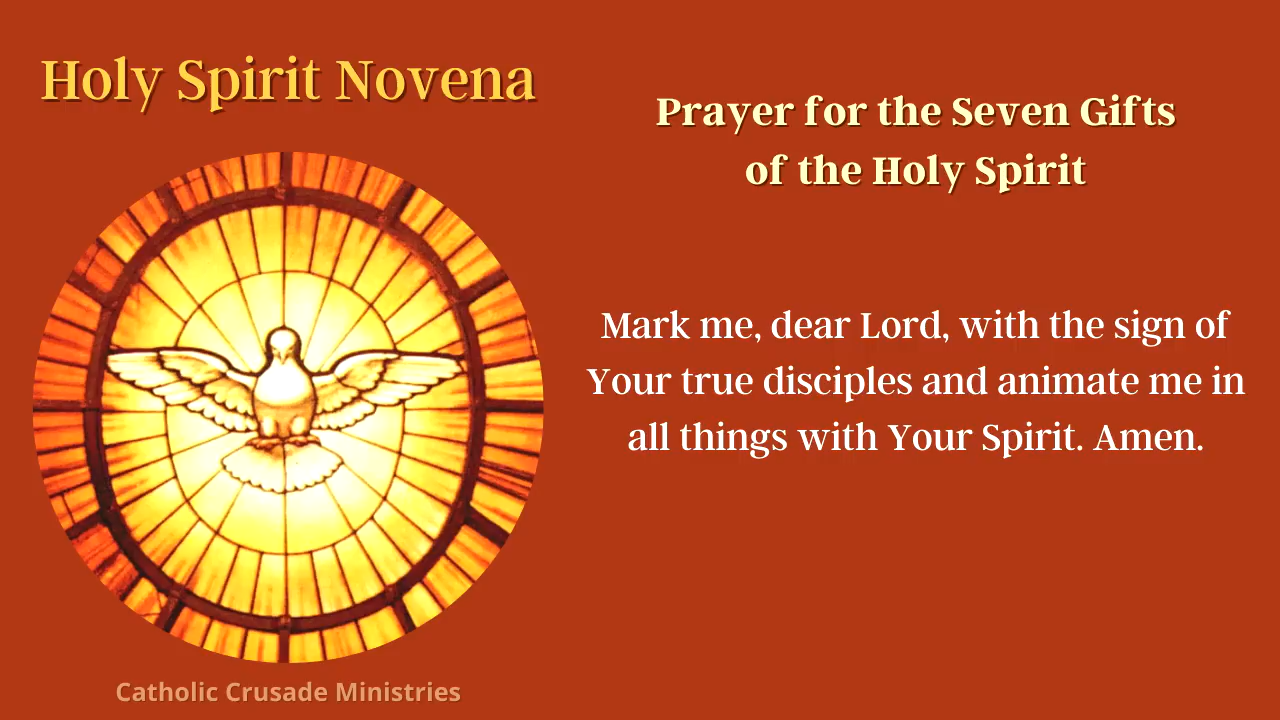 Holy Spirit Novena
Prayer for the Seven Gifts
of the Holy Spirit
Mark me, dear Lord, with the sign of
Your true disciples and animate me in
all things with Your Spirit. Amen.
Catholic Crusade Ministries